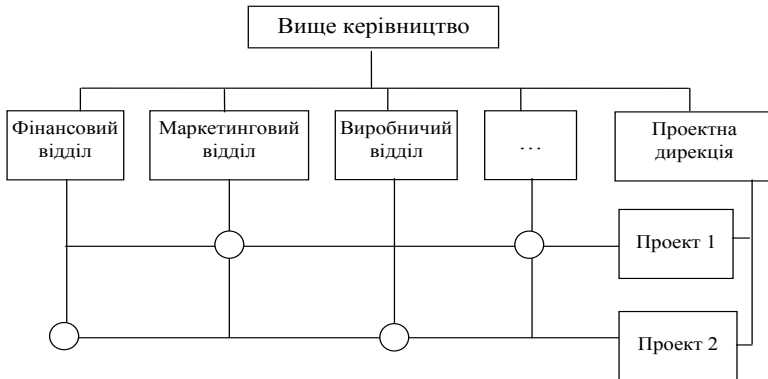 Вище керівництво
Фінансовий
відділ
Маркетинговий
відділ
Виробничий
відділ
…
Проектна
дирекція
Проект 1
Проект 2